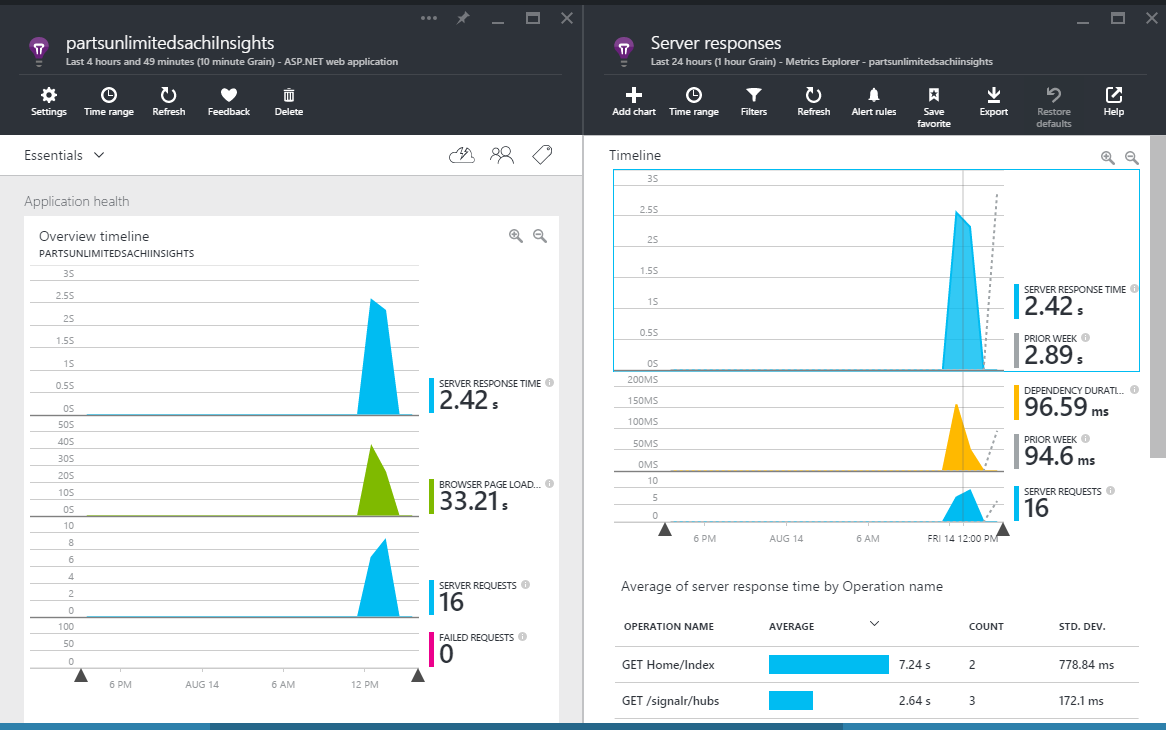 partsunlimitedsachiInsights
Last 4 hours and 49 minutes (10 minute Grain) - ASP.NET web application
Settings Time range Refresh Feedback Delete
Essentials
Application health
Overview timeline
PARTSUNLIMITEDSACHIINSIGHTS
3S
2.5S
2S
1.5S
1S
0.5S
0S
SERVER RESPONSE TIME
2.42 s
50S
40S
30S
20S
10S
0S
BROWSER PAGE LOAD...
33.21 s
10
8
6
4
2
0
SERVER REQUESTS
16
100
50
0
FAILED REQUESTS
0
6 PM AUG 14 6 AM 12 PM
Server responses
Last 24 hours (1 hour Grain) - Metrics Explorer - partsunlimitedsachiinsights
Add chart Time range Filters Refresh Alert rules Save favorite Export Restore defaults Help
Timeline
3S
2.5S
2S
1.5S
1S
0.5S
0S
SERVER RESPONSE TIME
2.42 s
PRIOR WEEK
2.89 s
200MS
150MS
100MS
50MS
0MS
DEPENDENCY DURATI...
96.59 ms
PRIOR WEEK
94.6 ms
10
5
0
SERVER REQUESTS
16
6 PM AUG 14 6 AM FRI 14 12:00 PM
Average of server response time by Operation name
OPERATION NAME AVERAGE COUNT STD. DEV.
GET Home/Index 7.24 s 2 778.84 ms
GET /signalr/hubs 2.64 s 3 172.1 ms